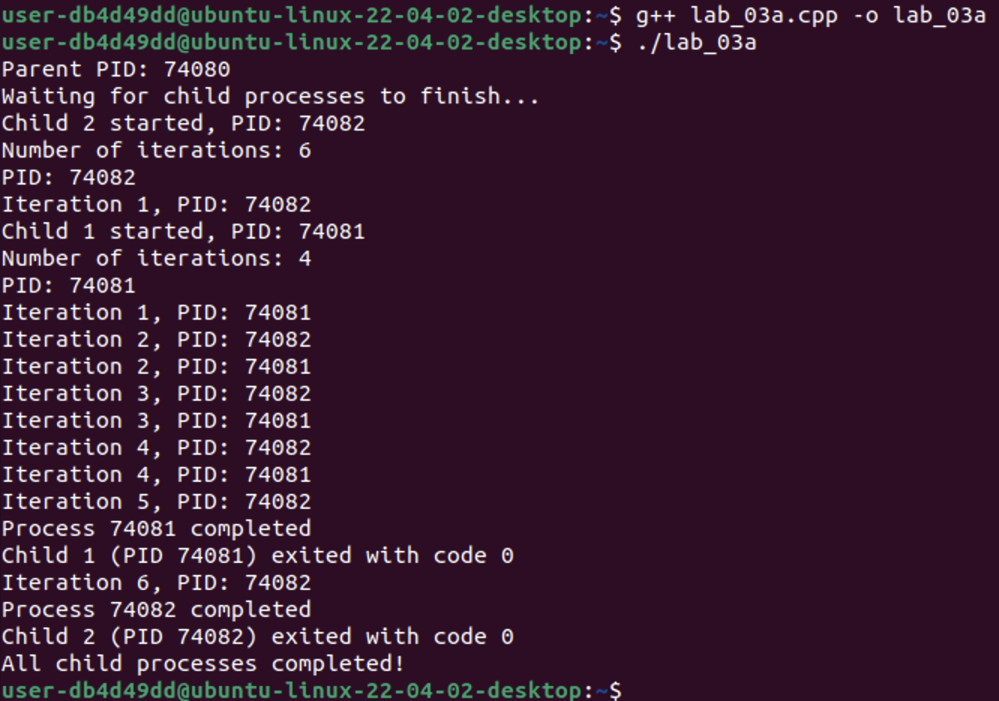 user-db4d49dd@ubuntu-linux-22-04-02-desktop:~$ g++ lab_03a.cpp -o lab_03a
user-db4d49dd@ubuntu-linux-22-04-02-desktop:~$ ./lab_03a
Parent PID: 74080
Waiting for child processes to finish...
Child 2 started, PID: 74082
Number of iterations: 6
PID: 74082
Iteration 1, PID: 74082
Child 1 started, PID: 74081
Number of iterations: 4
PID: 74081
Iteration 1, PID: 74081
Iteration 2, PID: 74082
Iteration 2, PID: 74081
Iteration 3, PID: 74082
Iteration 3, PID: 74081
Iteration 4, PID: 74082
Iteration 4, PID: 74081
Iteration 5, PID: 74082
Process 74081 completed
Child 1 (PID 74081) exited with code 0
Iteration 6, PID: 74082
Process 74082 completed
Child 2 (PID 74082) exited with code 0
All child processes completed!
user-db4d49dd@ubuntu-linux-22-04-02-desktop:~$